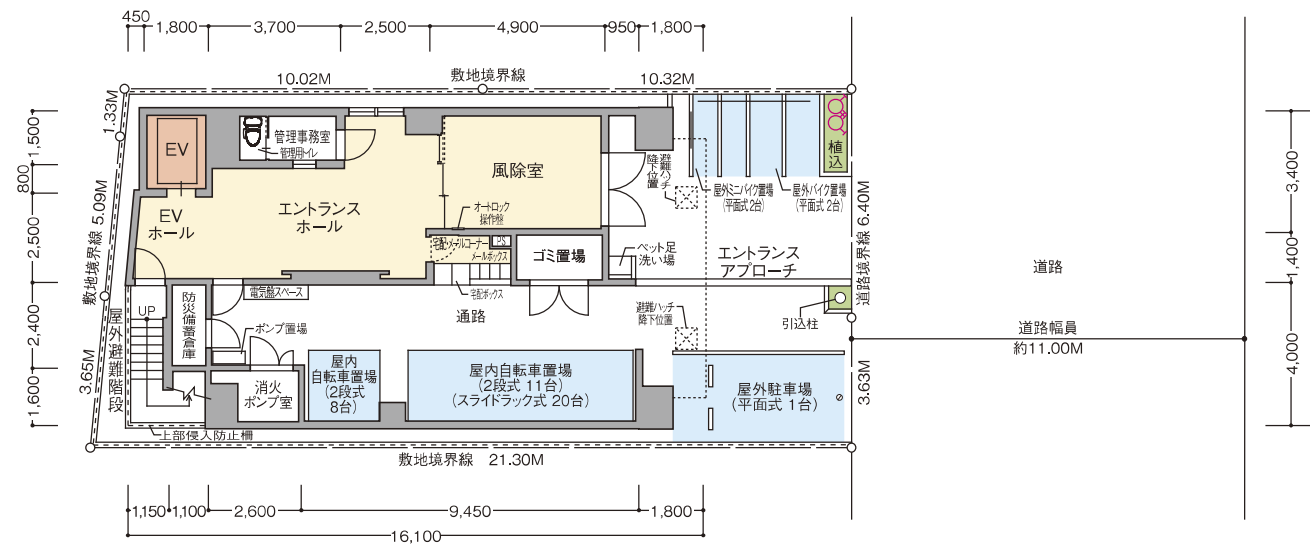 450
1,800
3,700
2,500
4,900
950
1,800
10.02M
敷地境界線
10.32M
1.33M
1,500
800
2,500
2,400
1,600
敷地境界線 5.09M
3.65M
EV
管理事務室
管理用トイレ
風除室
避難ハッチ
降下位置
植込
屋外ミニバイク置場
(平面式 2台)
屋外バイク置場
(平面式 2台)
3,400
1,400
4,000
EV
ホール
エントランス
ホール
オートロック
操作盤
宅配・メールコーナー
PS
メールボックス
ゴミ置場
ペット足
洗い場
エントランス
アプローチ
道路境界線 6.40M
道路
電気盤スペース
宅配ボックス
通路
避難ハッチ
降下位置
引込柱
道路幅員
約11.00M
UP
防災備蓄倉庫
ポンプ置場
屋外避難階段
消火
ポンプ室
屋内
自転車置場
(2段式
8台)
屋内自転車置場
(2段式 11台)
(スライドラック式 20台)
屋外駐車場
(平面式 1台)
3.63M
上部侵入防止柵
敷地境界線 21.30M
1,150
1,100
2,600
9,450
1,800
16,100